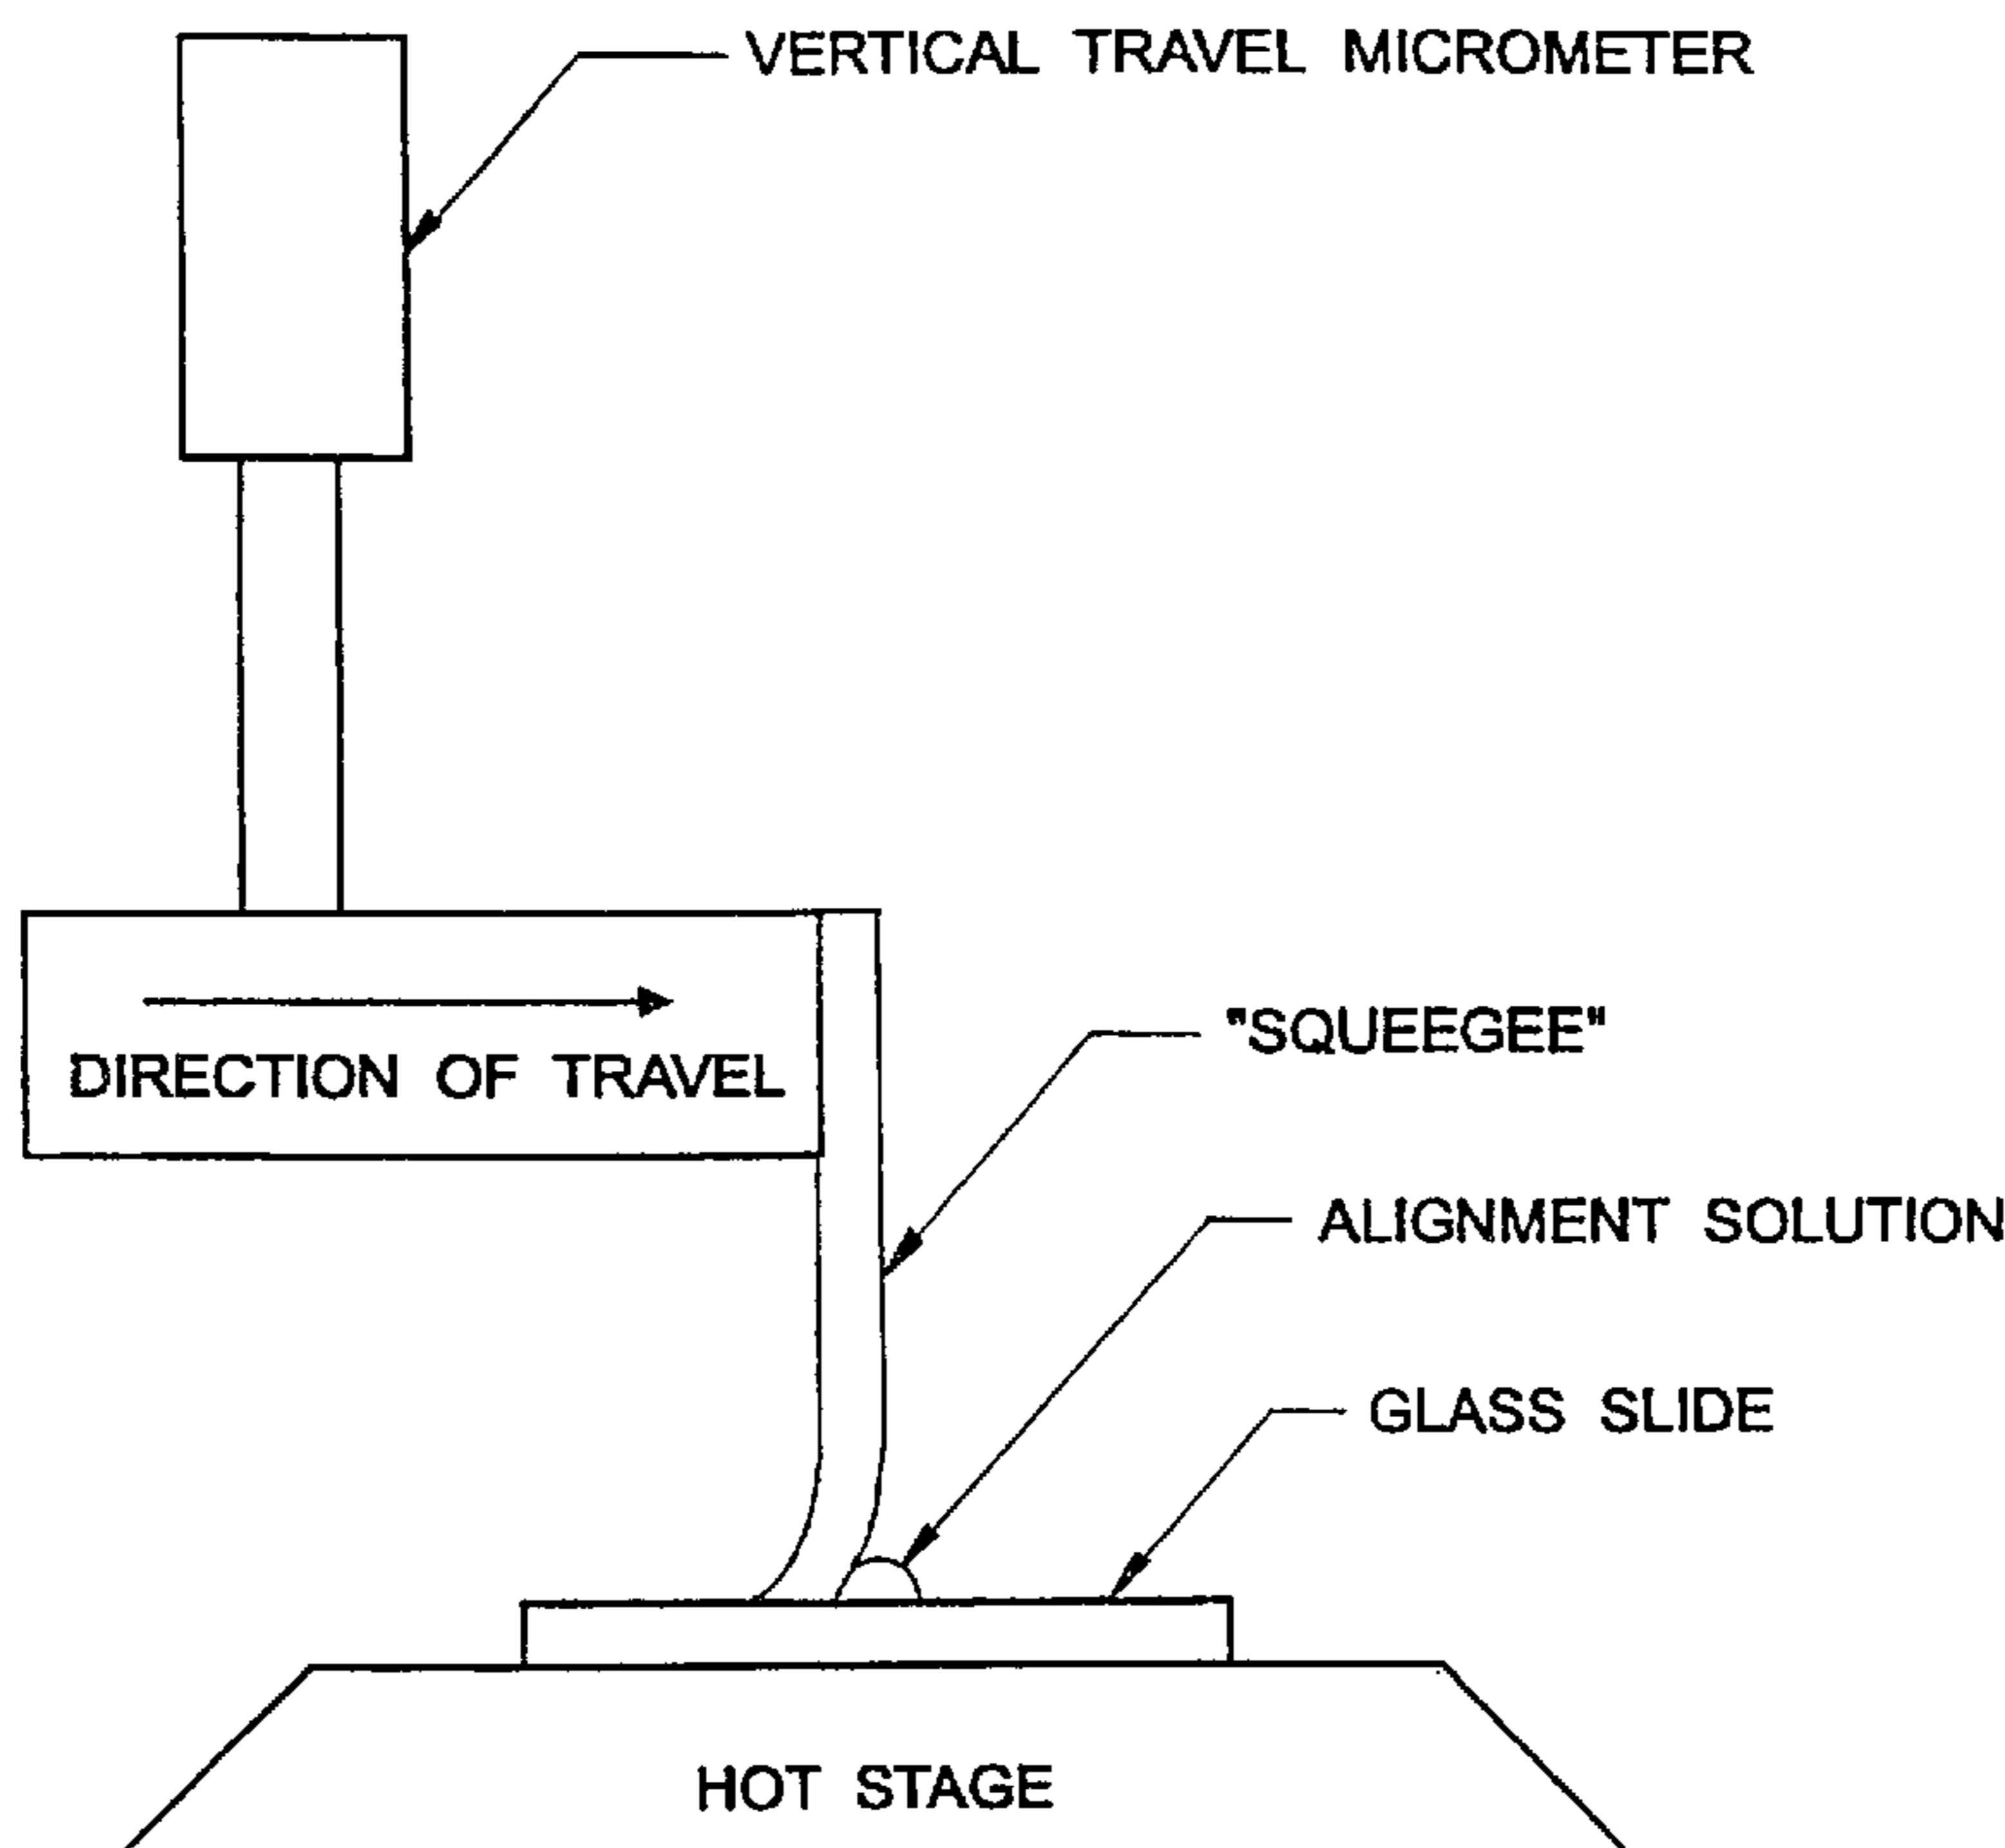 VERTICAL TRAVEL MICROMETER
DIRECTION OF TRAVEL
"SQUEEGEE"
ALIGNMENT SOLUTION
GLASS SLIDE
HOT STAGE